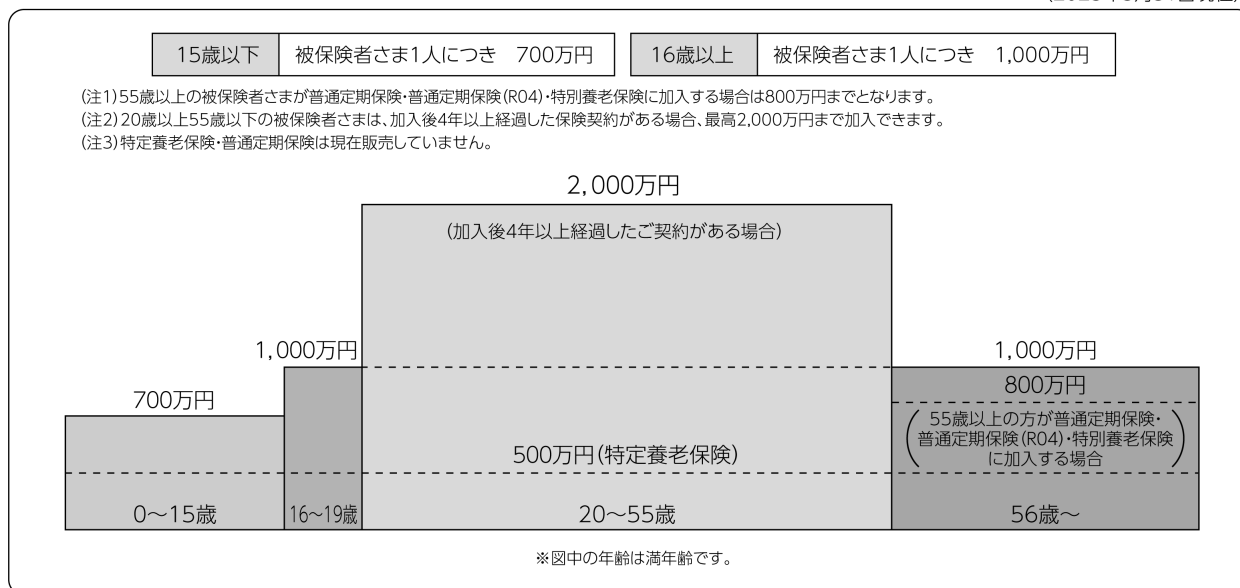 15歳以下 被保険者さま1人につき 700万円 16歳以上 被保険者さま1人につき 1,000万円
(注1)55歳以上の被保険者さまが普通定期保険・普通定期保険(R04)・特別養老保険に加入する場合は800万円までとなります。
(注2)20歳以上55歳以下の被保険者さまは、加入後4年以上経過した保険契約がある場合、最高2,000万円まで加入できます。
(注3)特定養老保険・普通定期保険は現在販売していません。
2,000万円
(加入後4年以上経過したご契約がある場合)
1,000万円
1,000万円
700万円
800万円
(55歳以上の方が普通定期保険・
普通定期保険(R04)・特別養老保険
に加入する場合)
500万円(特定養老保険)
0〜15歳 16〜19歳 20〜55歳 56歳〜
※図中の年齢は満年齢です。